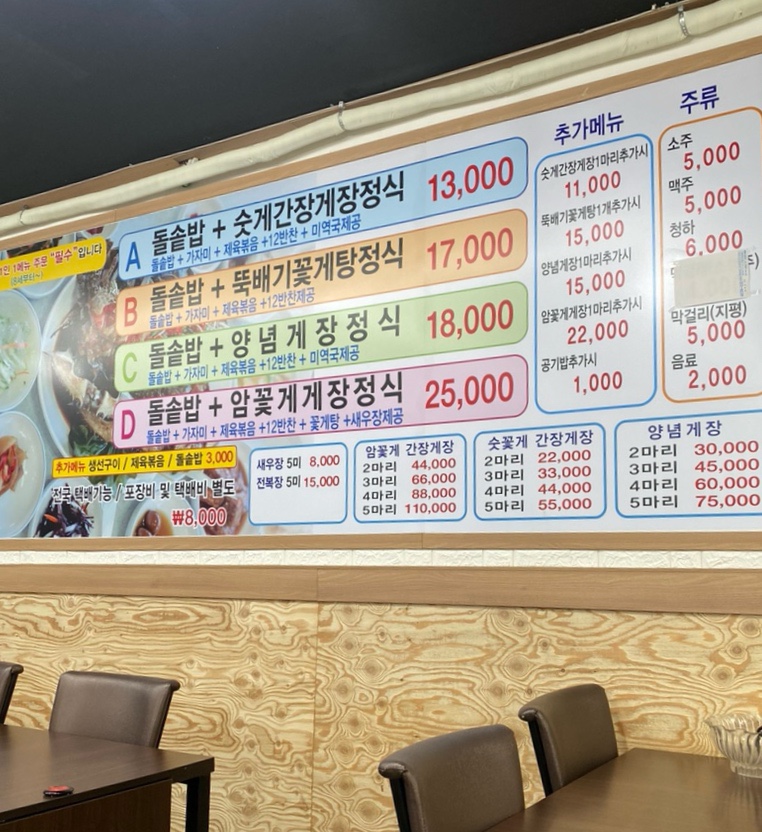 1인 1메뉴 주문 "필수"입니다
A 돌솥밥 + 숫게간장게장정식 13,000
돌솥밥 + 가자미 + 제육볶음 +12반찬 + 미역국제공
B 돌솥밥 + 뚝배기꽃게탕정식 17,000
돌솥밥 + 가자미 + 제육볶음 +12반찬제공
C 돌솥밥 + 양념게장정식 18,000
돌솥밥 + 가자미 + 제육볶음 +12반찬 + 미역국제공
D 돌솥밥 + 암꽃게게장정식 25,000
돌솥밥 + 가자미 + 제육볶음 +12반찬 + 꽃게탕 +새우장제공
추가메뉴
숫게간장게장1마리추가시
11,000
뚝배기꽃게탕1개추가시
15,000
양념게장1마리추가시
15,000
암꽃게장1마리추가시
22,000
공기밥추가시
1,000
주류
소주
5,000
맥주
5,000
청하
6,000
막걸리(지평)
5,000
음료
2,000
추가메뉴 생선구이 / 제육볶음 / 돌솥밥 3,000
전국 택배가능 / 포장비 및 택배비 별도
₩8,000
새우장 5미 8,000
전복장 5미 15,000
암꽃게 간장게장
2마리 44,000
3마리 66,000
4마리 88,000
5마리 110,000
숫꽃게 간장게장
2마리 22,000
3마리 33,000
4마리 44,000
5마리 55,000
양념게장
2마리 30,000
3마리 45,000
4마리 60,000
5마리 75,000